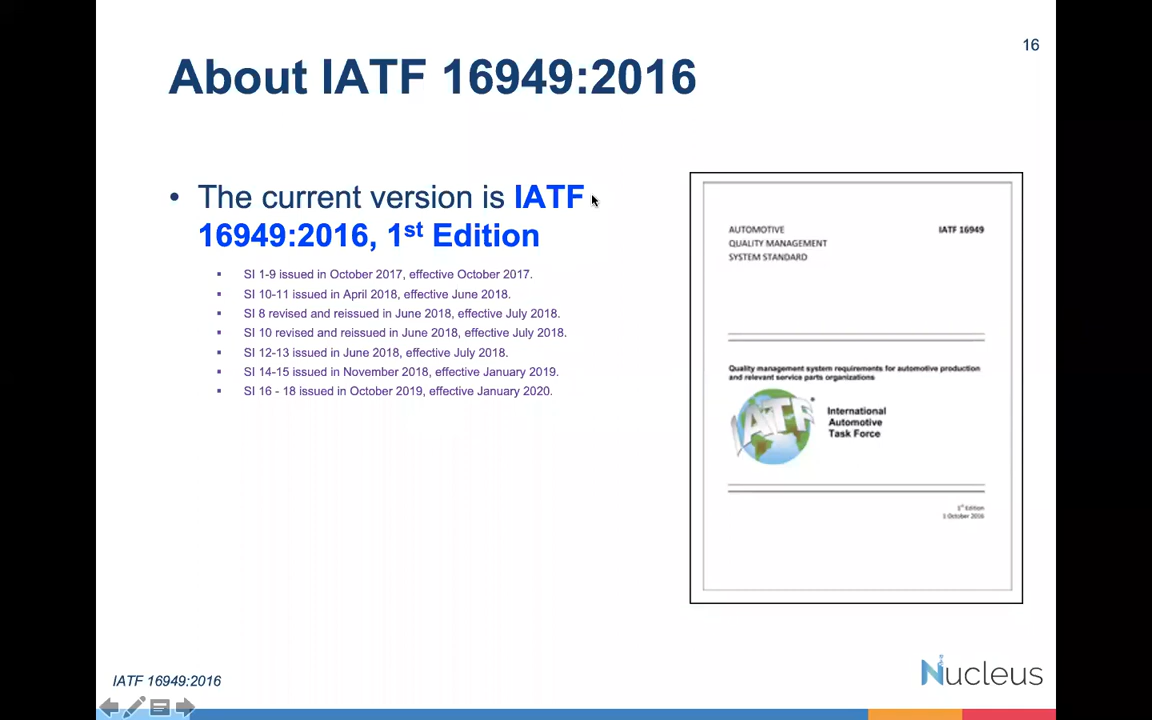 16
About IATF 16949:2016
• The current version is IATF
16949:2016, 1st Edition
▪ SI 1-9 issued in October 2017, effective October 2017.
▪ SI 10-11 issued in April 2018, effective June 2018.
▪ SI 8 revised and reissued in June 2018, effective July 2018.
▪ SI 10 revised and reissued in June 2018, effective July 2018.
▪ SI 12-13 issued in June 2018, effective July 2018.
▪ SI 14-15 issued in November 2018, effective January 2019.
▪ SI 16 - 18 issued in October 2019, effective January 2020.
AUTOMOTIVE
QUALITY MANAGEMENT
SYSTEM STANDARD
IATF 16949
Quality management system requirements for automotive production
and relevant service parts organizations
IATF
International
Automotive
Task Force
1st Edition
1 October 2016
IATF 16949:2016
Nucleus